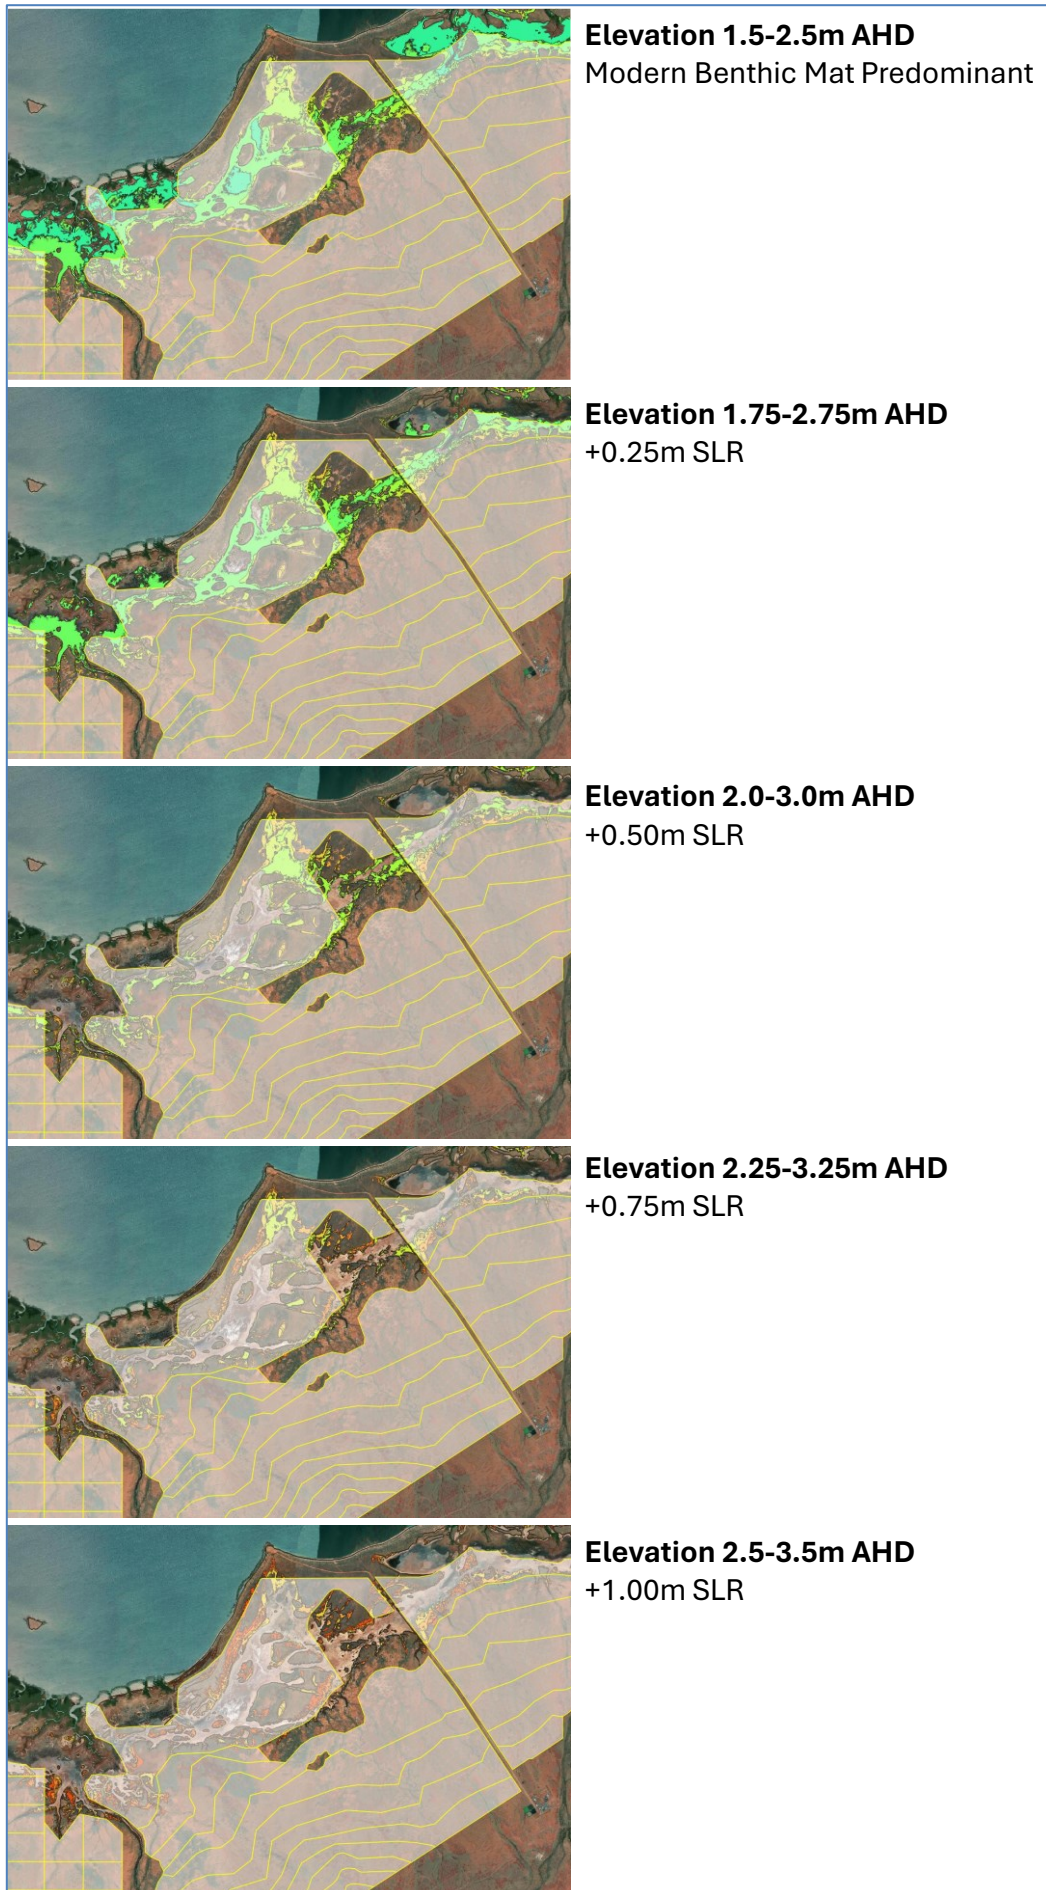 Elevation 1.5-2.5m AHD
Modern Benthic Mat Predominant
Elevation 1.75-2.75m AHD
+0.25m SLR
Elevation 2.0-3.0m AHD
+0.50m SLR
Elevation 2.25-3.25m AHD
+0.75m SLR
Elevation 2.5-3.5m AHD
+1.00m SLR